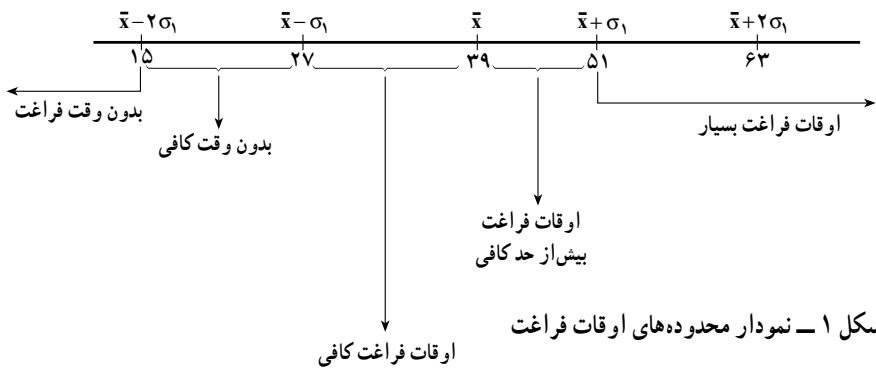 x̄−۲σ₁ x̄−σ₁ x̄ x̄+σ₁ x̄+۲σ₁
۱۵ ۲۷ ۳۹ ۵۱ ۶۳
بدون وقت فراغت
اوقات فراغت بسیار
بدون وقت کافی
اوقات فراغت
بیش‌از حد کافی
شکل ۱ ــ نمودار محدوده‌های اوقات فراغت
اوقات فراغت کافی